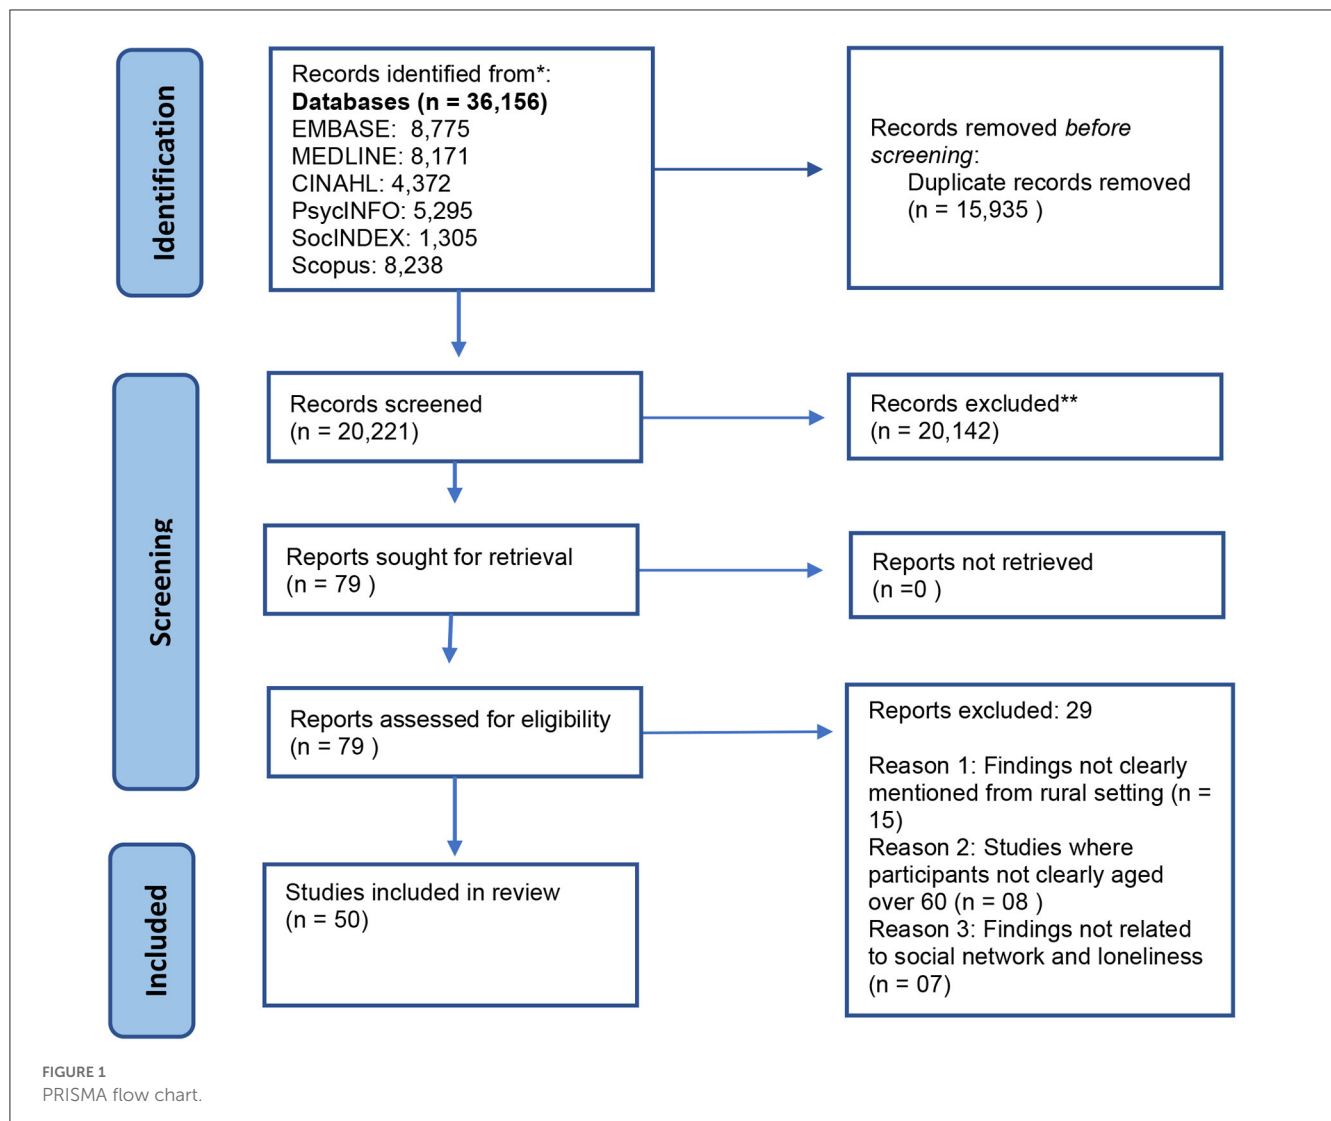 Identification
Records identified from*:
Databases (n = 36,156)
EMBASE: 8,775
MEDLINE: 8,171
CINAHL: 4,372
PsycINFO: 5,295
SocINDEX: 1,305
Scopus: 8,238
Records removed before
screening:
Duplicate records removed
(n = 15,935 )
Screening
Records screened
(n = 20,221)
Records excluded**
(n = 20,142)
Reports sought for retrieval
(n = 79 )
Reports not retrieved
(n =0 )
Reports assessed for eligibility
(n = 79 )
Reports excluded: 29
Reason 1: Findings not clearly
mentioned from rural setting (n =
15)
Reason 2: Studies where
participants not clearly aged
over 60 (n = 08 )
Reason 3: Findings not related
to social network and loneliness
(n = 07)
Included
Studies included in review
(n = 50)
FIGURE 1
PRISMA flow chart.